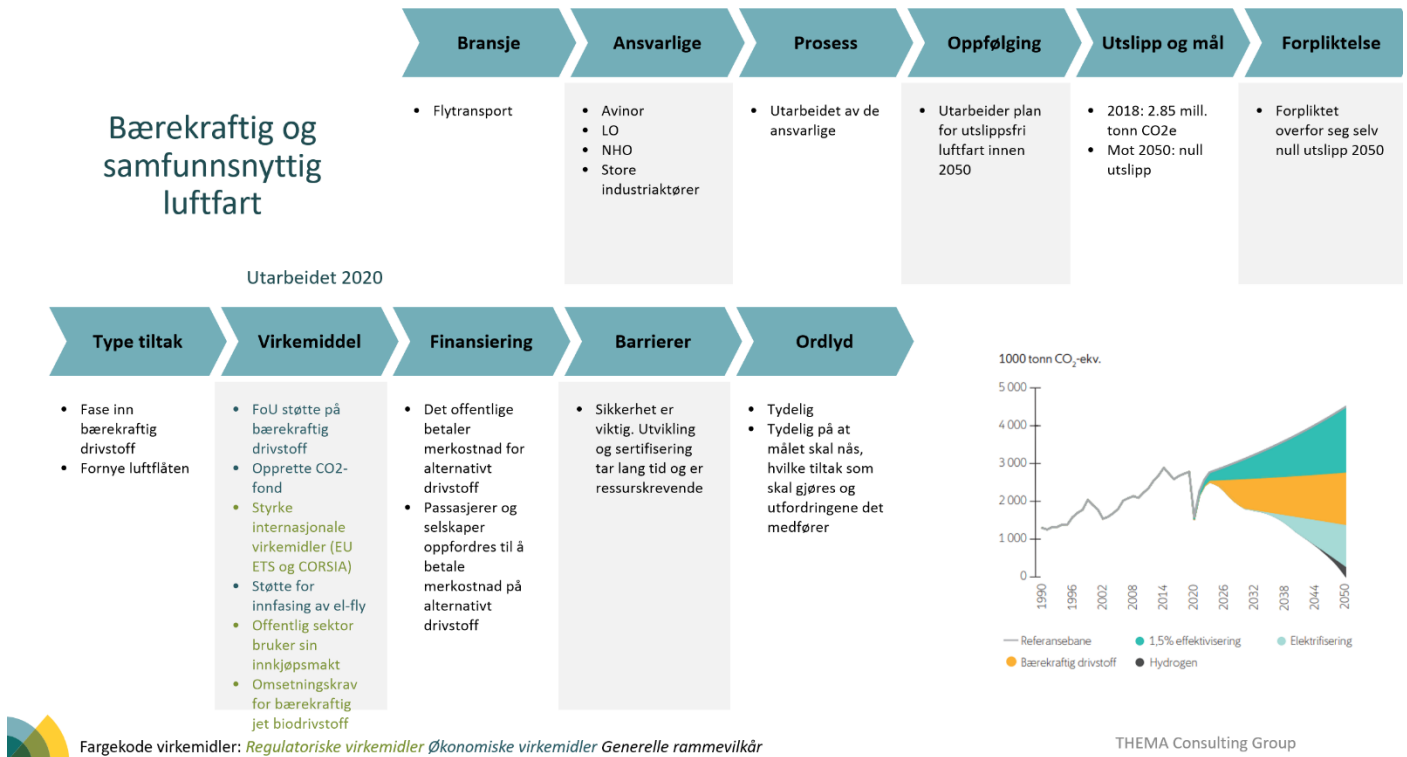 Bærekraftig og
samfunnsnyttig
luftfart
Utarbeidet 2020
Bransje
• Flytransport
Ansvarlige
• Avinor
• LO
• NHO
• Store
industriaktører
Prosess
• Utarbeidet av de
ansvarlige
Oppfølging
• Utarbeider plan
for utslippsfri
luftfart innen
2050
Utslipp og mål
• 2018: 2.85 mill.
tonn CO2e
• Mot 2050: null
utslipp
Forpliktelse
• Forpliktet
overfor seg selv
null utslipp 2050
Type tiltak
• Fase inn
bærekraftig
drivstoff
• Fornye luftflåten
Virkemiddel
• FoU støtte på
bærekraftig
drivstoff
• Opprette CO2-
fond
• Styrke
internasjonale
virkemidler (EU
ETS og CORSIA)
• Støtte for
innfasing av el-fly
• Offentlig sektor
bruker sin
innkjøpsmakt
• Omsetningskrav
for bærekraftig
jet biodrivstoff
Finansiering
• Det offentlige
betaler
merkostnad for
alternativt
drivstoff
• Passasjerer og
selskaper
oppfordres til å
betale
merkostnad på
alternativt
drivstoff
Barrierer
• Sikkerhet er
viktig. Utvikling
og sertifisering
tar lang tid og er
ressurskrevende
Ordlyd
• Tydelig
• Tydelig på at
målet skal nås,
hvilke tiltak som
skal gjøres og
utfordringene det
medfører
1000 tonn CO₂-ekv.
5 000
4 000
3 000
2 000
1 000
0
1990
1996
2002
2008
2014
2020
2026
2032
2038
2044
2050
Referansebane
1,5% effektivisering
Elektrifisering
Bærekraftig drivstoff
Hydrogen
Fargekode virkemidler: Regulatoriske virkemidler Økonomiske virkemidler Generelle rammevilkår
THEMA Consulting Group